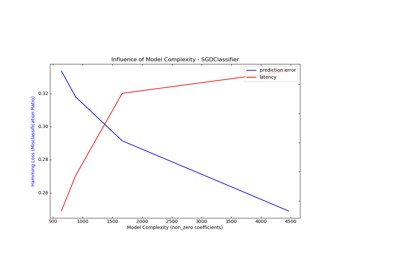 Influence of Model Complexity - SGDClassifier
prediction error
latency
Hamming Loss (Misclassification Ratio)
0.32
0.30
0.28
0.26
500 1000 1500 2000 2500 3000 3500 4000 4500
Model Complexity (non_zero coefficients)